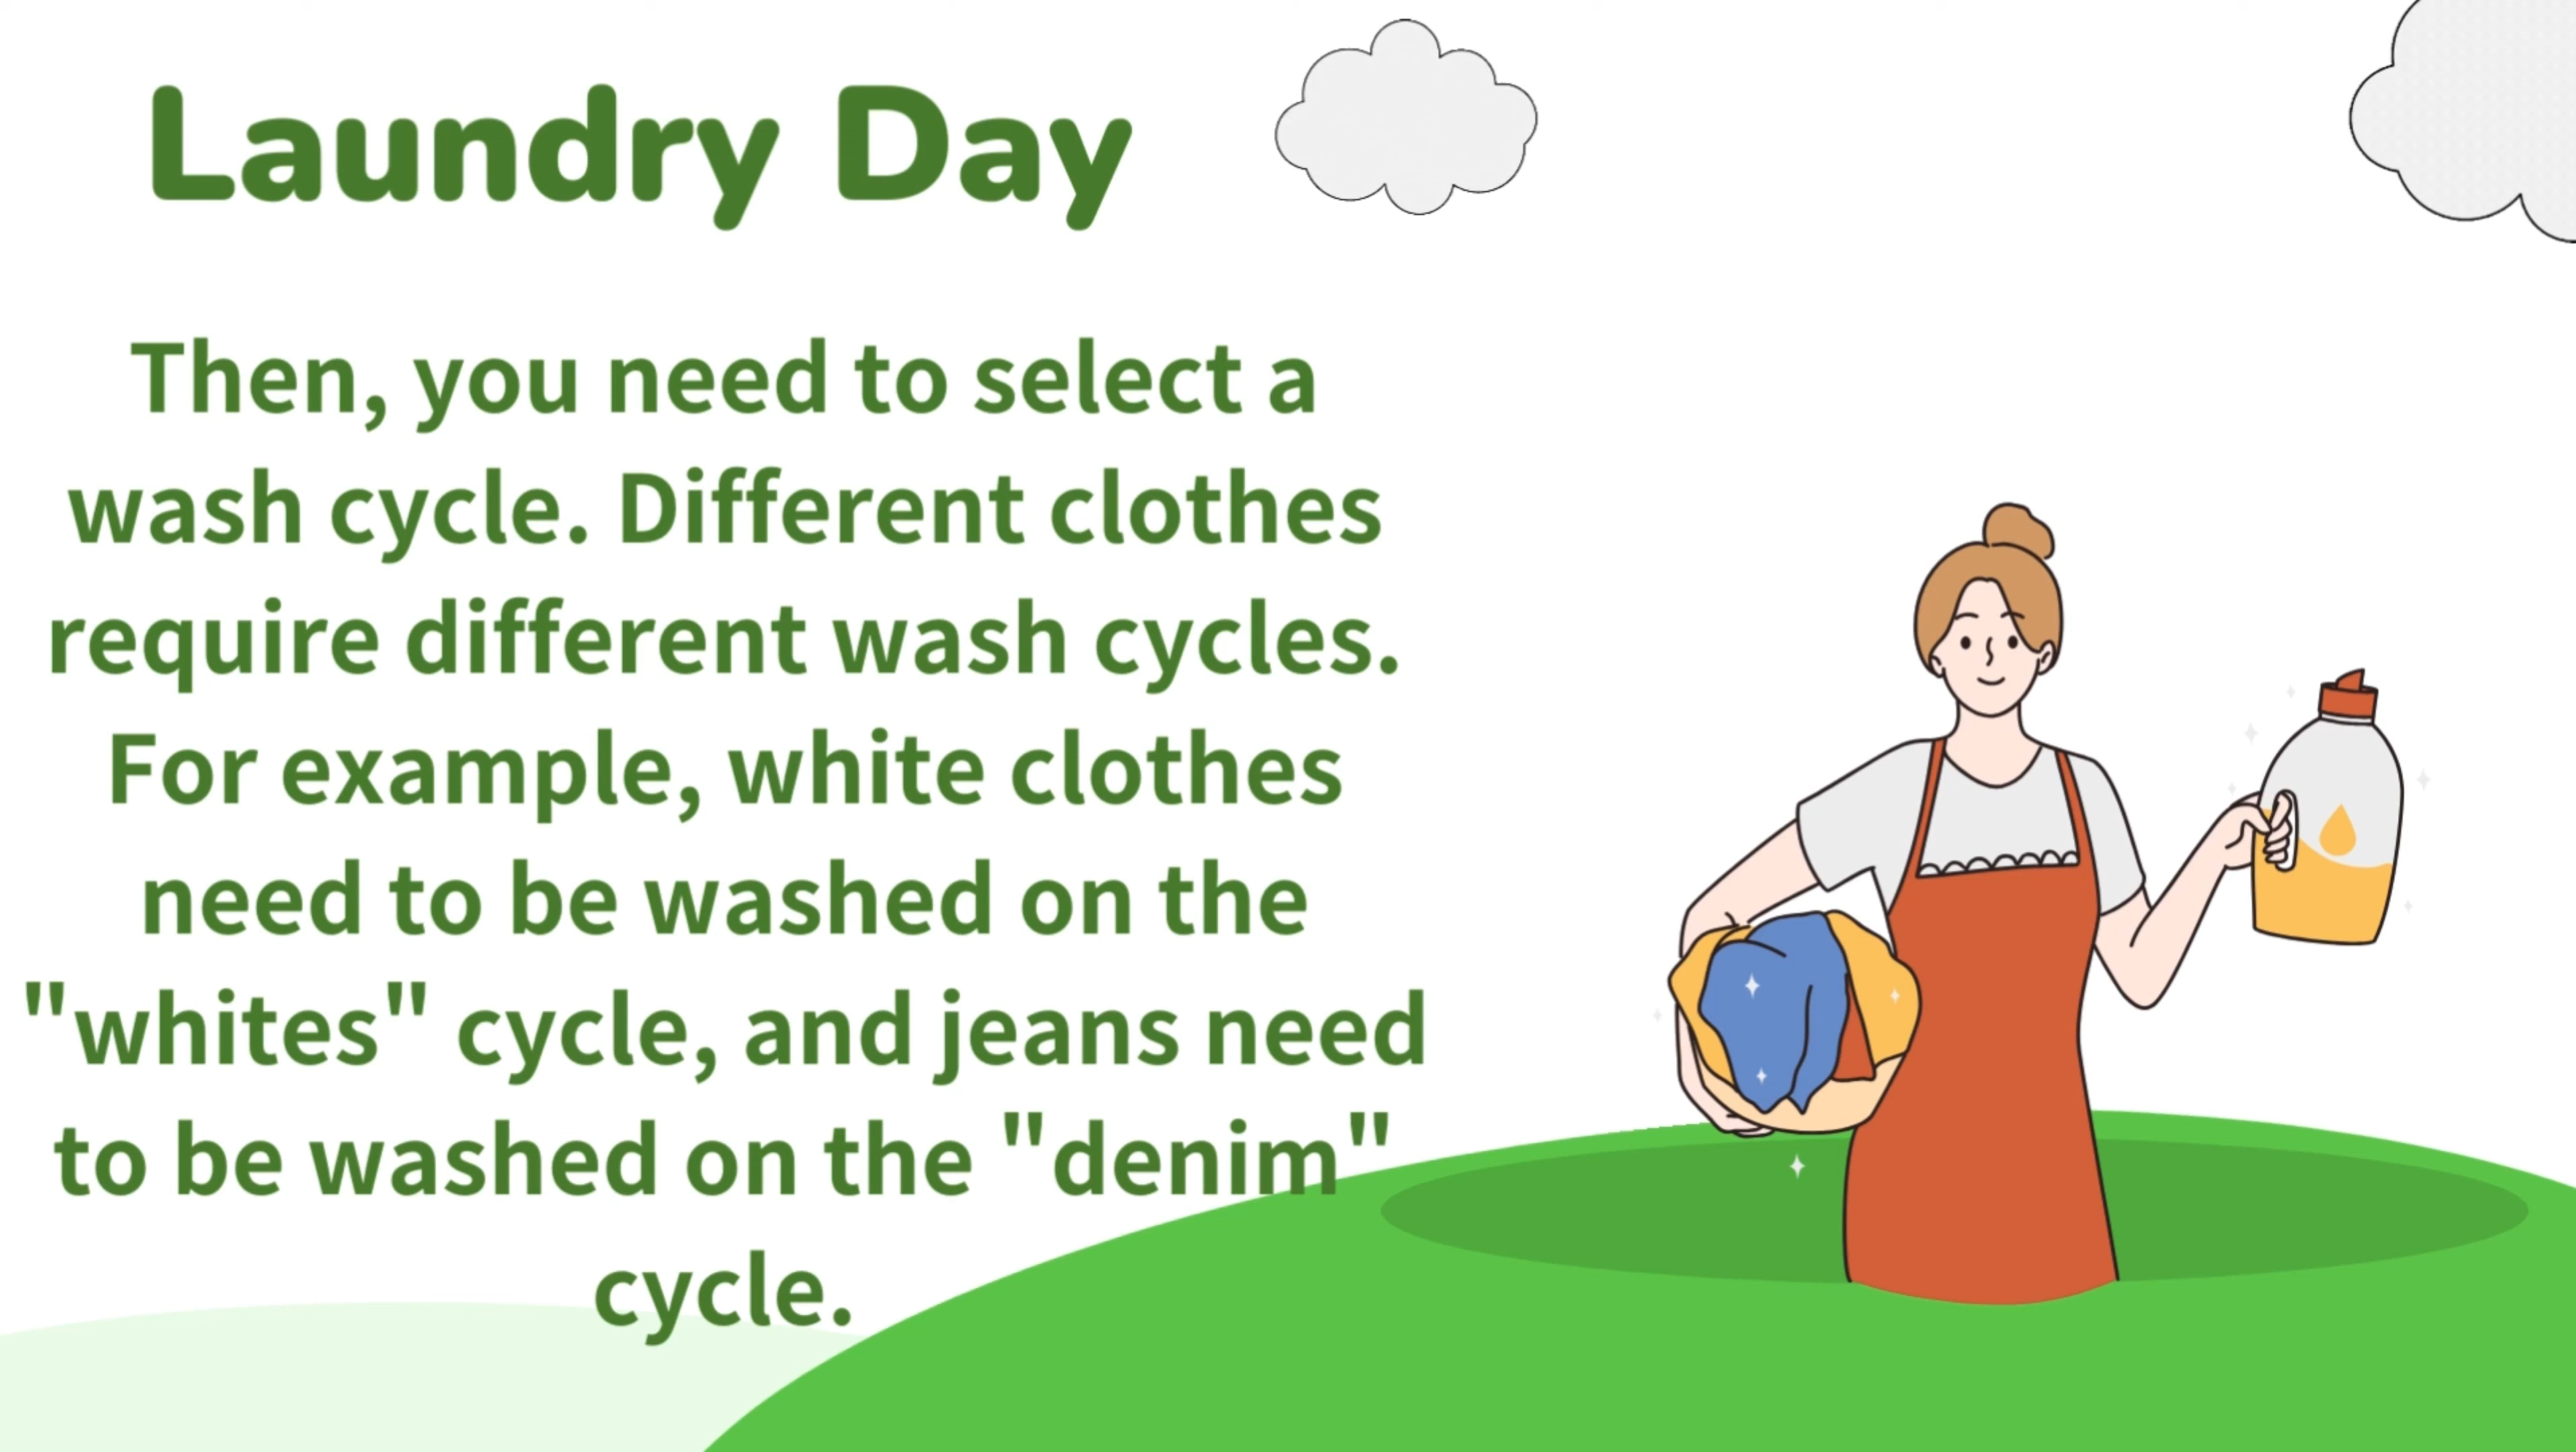 Laundry Day
Then, you need to select a
wash cycle. Different clothes
require different wash cycles.
For example, white clothes
need to be washed on the
"whites" cycle, and jeans need
to be washed on the "denim"
cycle.